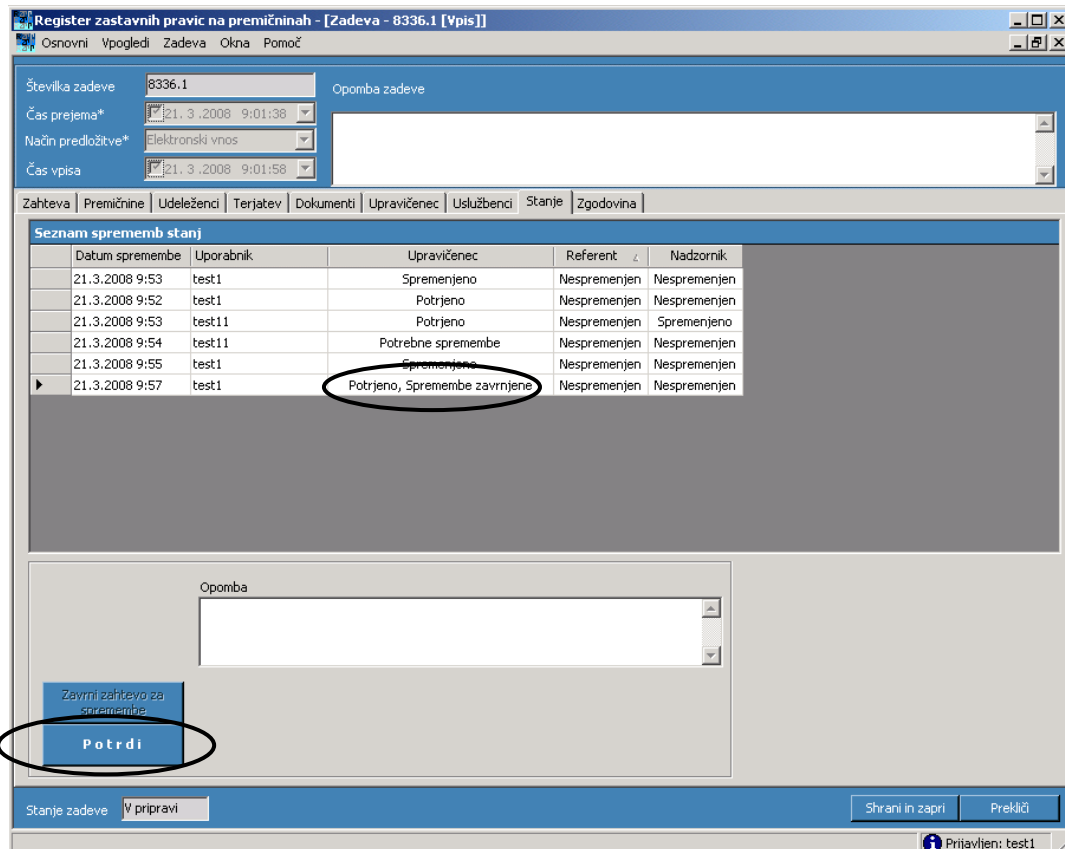 Register zastavnih pravic na premičninah - [Zadeva - 8336.1 [Vpis]]
Osnovni Vpogledi Zadeva Okna Pomoč
Številka zadeve 8336.1 Opomba zadeve
Čas prejema* 21. 3 .2008 9:01:38
Način predložitve* Elektronski vnos
Čas vpisa 21. 3 .2008 9:01:58
Zahteva Premičnine Udeleženci Terjatev Dokumenti Upravičenec Uslužbenci Stanje Zgodovina
Seznam sprememb stanj
Datum spremembe Uporabnik Upravičenec Referent Nadzornik
21.3.2008 9:53 test1 Spremenjeno Nespremenjen Nespremenjen
21.3.2008 9:52 test1 Potrjeno Nespremenjen Nespremenjen
21.3.2008 9:53 test11 Potrjeno Nespremenjen Spremenjeno
21.3.2008 9:54 test11 Potrebne spremembe Nespremenjen Nespremenjen
21.3.2008 9:55 test1 Spremenjeno Nespremenjen Nespremenjen
21.3.2008 9:57 test1 Potrjeno, Spremembe zavrnjene Nespremenjen Nespremenjen
Opomba
Zavrni zahtevo za
spremembe
Potrdi
Stanje zadeve V pripravi Shrani in zapri Prekliči
Prijavljen: test1